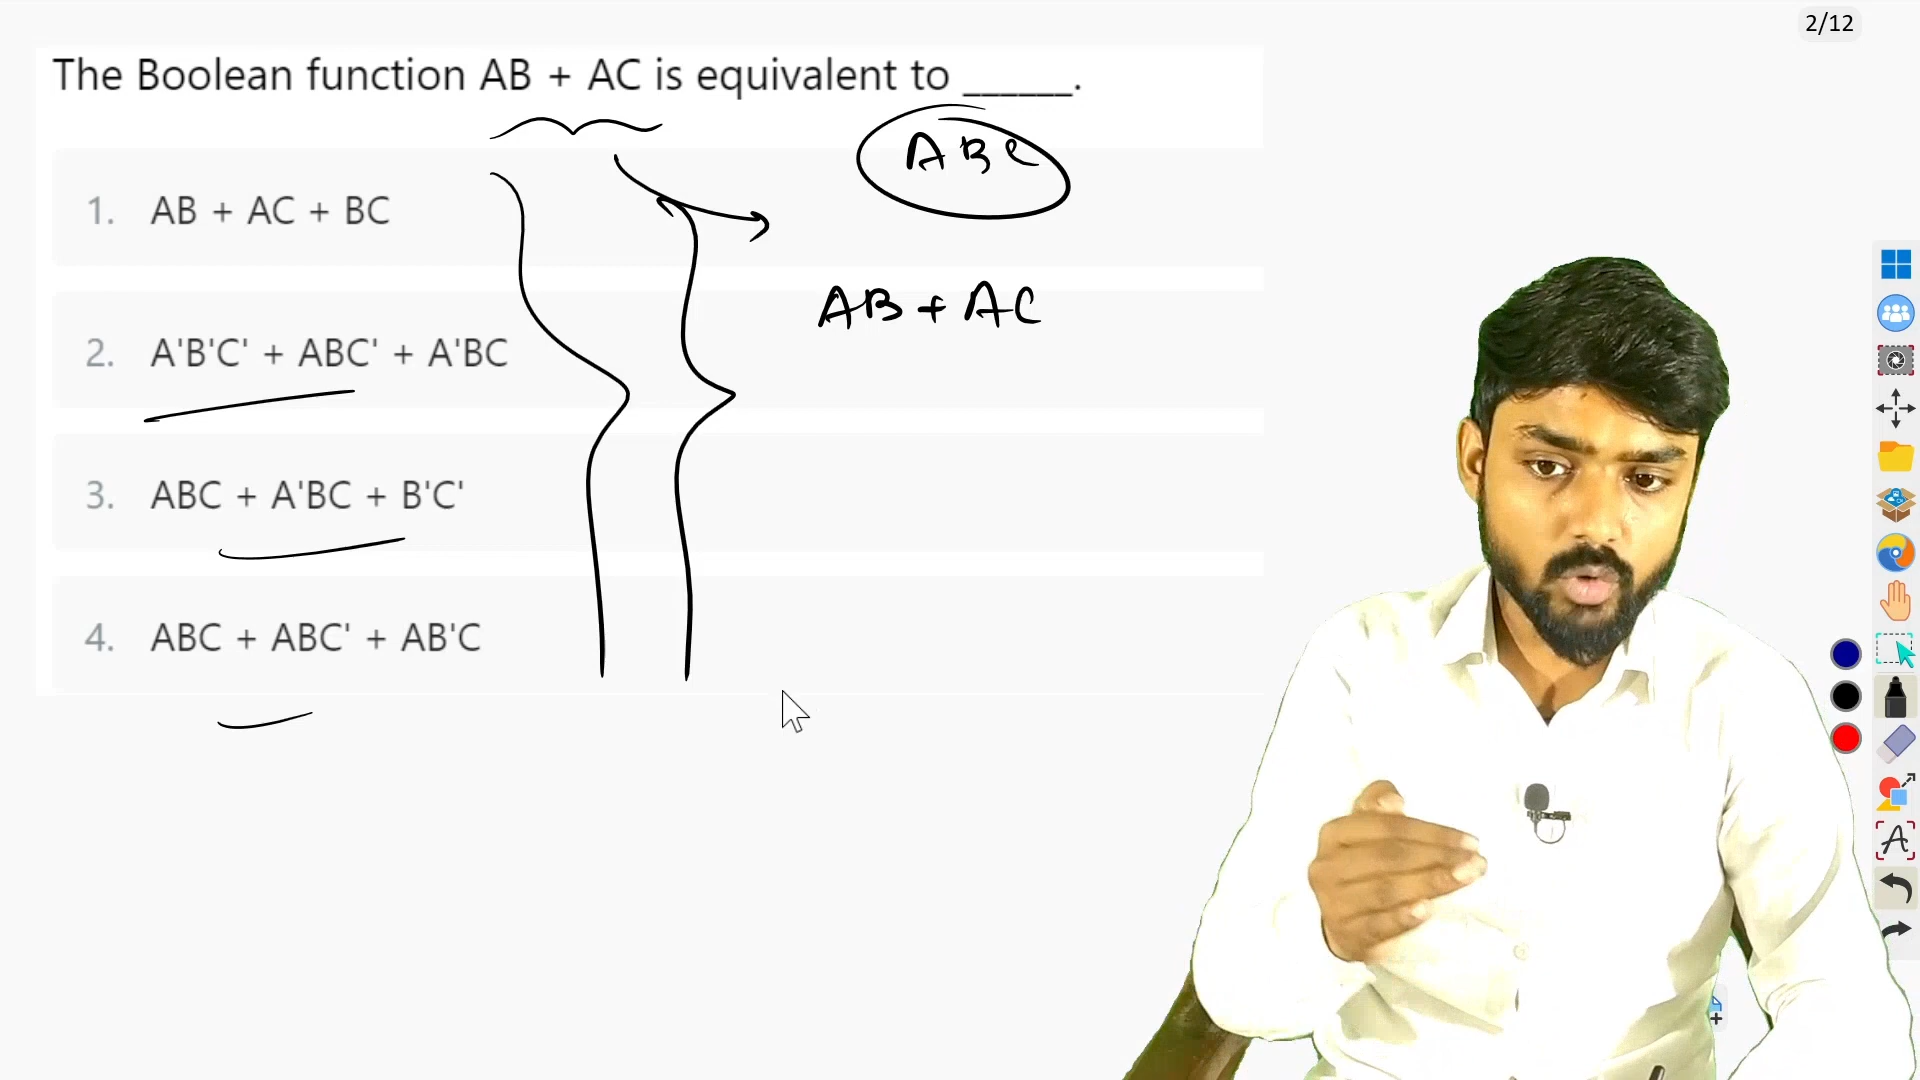 2/12
The Boolean function AB + AC is equivalent to ______.
ABC
1. AB + AC + BC
AB + AC
2. A'B'C' + ABC' + A'BC
3. ABC + A'BC + B'C'
4. ABC + ABC' + AB'C